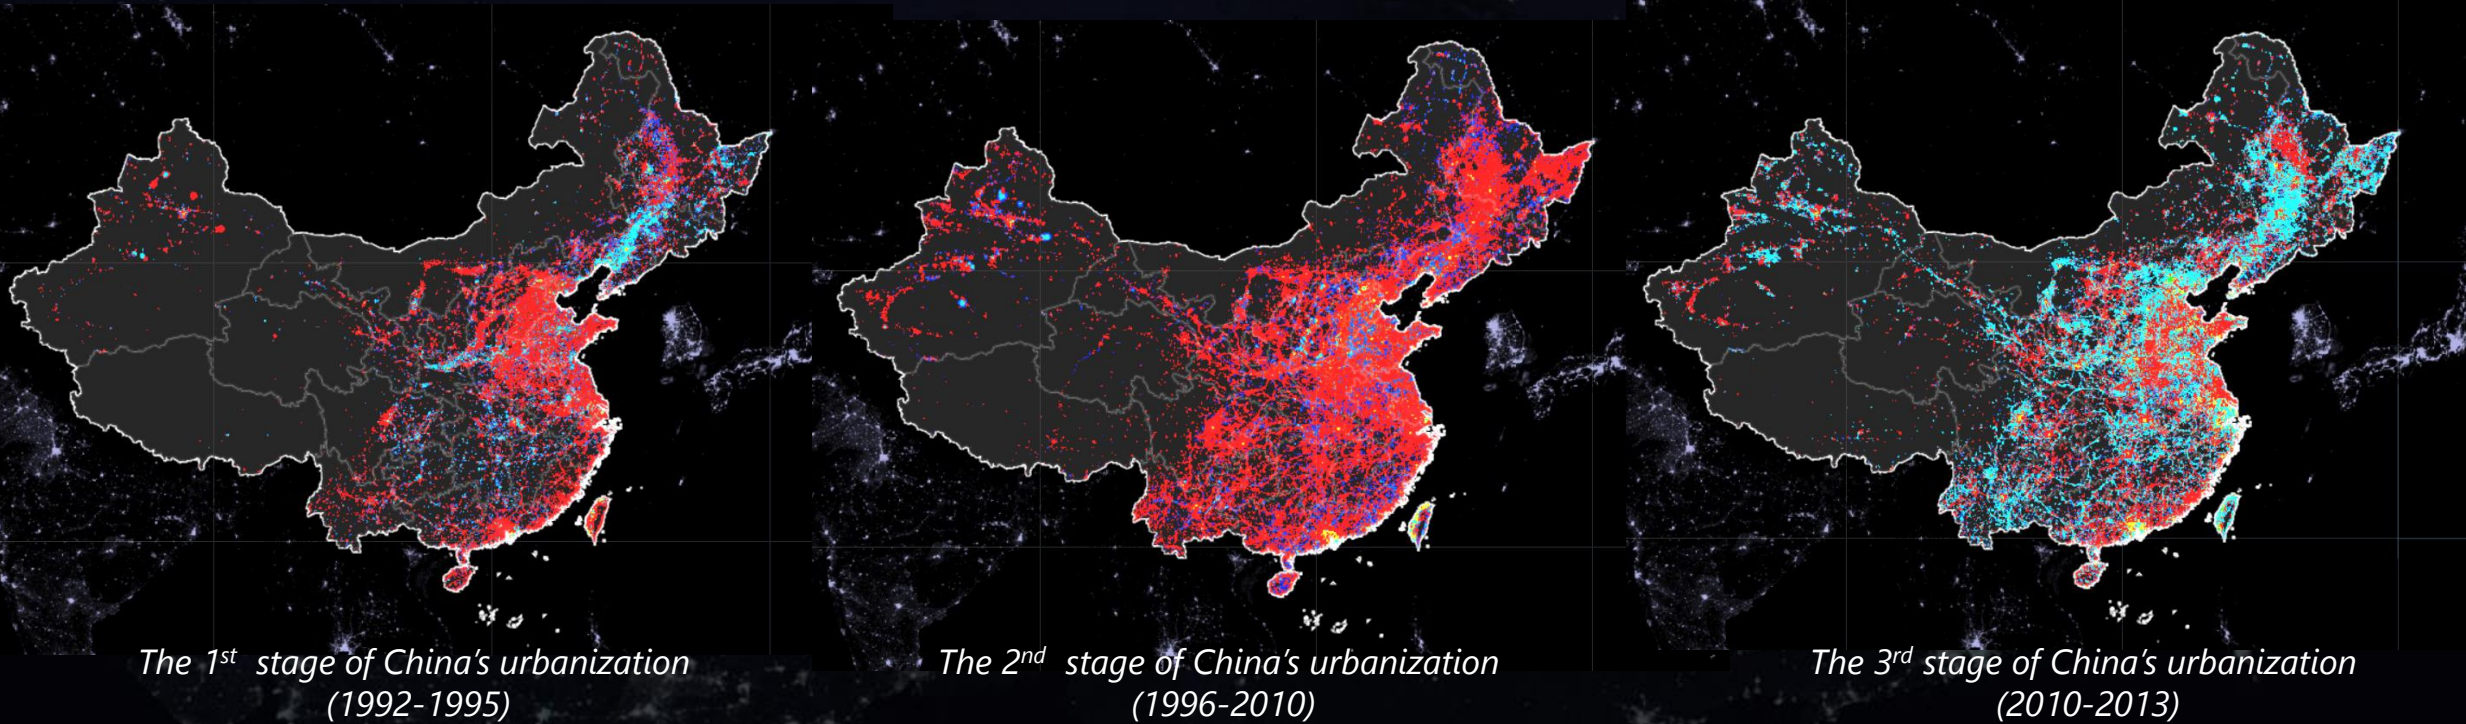 The 1st stage of China's urbanization
(1992-1995)
The 2nd stage of China's urbanization
(1996-2010)
The 3rd stage of China's urbanization
(2010-2013)